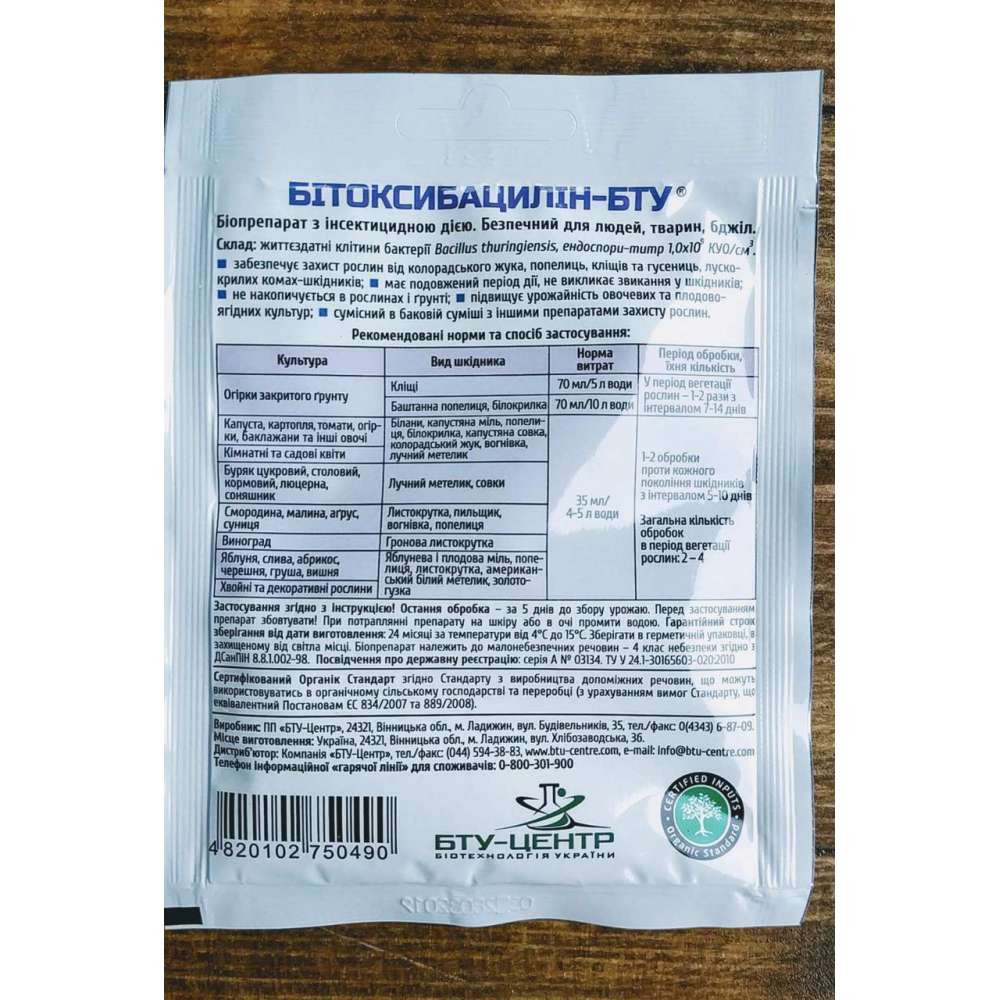 БІТОКСИБАЦИЛІН-БТУ®
Біопрепарат з інсектицидною дією. Безпечний для людей, тварин, бджіл.
Склад: життєздатні клітини бактерії Bacillus thuringiensis, ендоспори-титр 1,0х10⁹ КУО/см³.
■ забезпечує захист рослин від колорадського жука, попелиць, кліщів та гусениць, луско-
крилих комах-шкідників; ■ має подовжений період дії, не викликає звикання у шкідників;
■ не накопичується в рослинах і ґрунті; ■ підвищує урожайність овочевих та плодово-
ягідних культур; ■ сумісний в баковій суміші з іншими препаратами захисту рослин.
Рекомендовані норми та спосіб застосування:
Культура
Вид шкідника
Норма
витрат
Період обробки,
їхня кількість
Огірки закритого ґрунту
Кліщі
70 мл/5 л води
Баштанна попелиця, білокрилка
70 мл/10 л води
У період вегетації
рослин – 1-2 рази з
інтервалом 7-14 днів
Капуста, картопля, томати, огір-
ки, баклажани та інші овочі
Кімнатні та садові квіти
Білани, капустяна міль, попели-
ця, білокрилка, капустяна совка,
колорадський жук, вогнівка,
лучний метелик
Буряк цукровий, столовий,
кормовий, люцерна,
соняшник
Лучний метелик, совки
Смородина, малина, аґрус,
суниця
Листокрутка, пильщик,
вогнівка, попелиця
Виноград
Гронова листокрутка
Яблуня, слива, абрикос,
черешня, груша, вишня
Хвойні та декоративні рослини
Яблунева і плодова міль, попе-
лиця, листокрутка, американ-
ський білий метелик, золото-
гузка
35 мл/
4-5 л води
1-2 обробки
проти кожного
покоління шкідників
з інтервалом 5-10 днів
Загальна кількість
обробок
в період вегетації
рослин: 2 – 4
Застосування згідно з інструкцією! Остання обробка – за 5 днів до збору урожаю. Перед застосуванням
препарат збовтувати! При потраплянні препарату на шкіру або в очі промити водою. Гарантійний строк
зберігання від дати виготовлення: 24 місяці за температури від 4°С до 15°С. Зберігати в герметичній упаковці, в
захищеному від світла місці. Біопрепарат належить до малонебезпечних речовин – 4 клас небезпеки згідно з
ДСанПіН 8.8.1.002-98. Посвідчення про державну реєстрацію: серія А № 03134. ТУ У 24.1-30165603-020:2010
Сертифікований Органік Стандарт згідно Стандарту з виробництва допоміжних речовин, що можуть
використовуватись в органічному сільському господарстві та переробці (з урахуванням вимог Стандарту, що
еквівалентний Постановам ЄС 834/2007 та 889/2008).
Виробник: ПП «БТУ-Центр», 24321, Вінницька обл., м. Ладижин, вул. Будівельників, 35, тел./факс: 0(4343) 6-87-09.
Місце виготовлення: Україна, 24321, Вінницька обл., м. Ладижин, вул. Хлібозаводська, 36.
Дистриб'ютор: Компанія «БТУ-Центр», тел./факс: (044) 594-38-83, www.btu-centre.com, e-mail: info@btu-centre.com
Телефон інформаційної «гарячої лінії» для споживачів: 0-800-301-900
4 820102 750490
БТУ-ЦЕНТР
БІОТЕХНОЛОГІЯ УКРАЇНИ
CERTIFIED INPUTS
Organic Standard